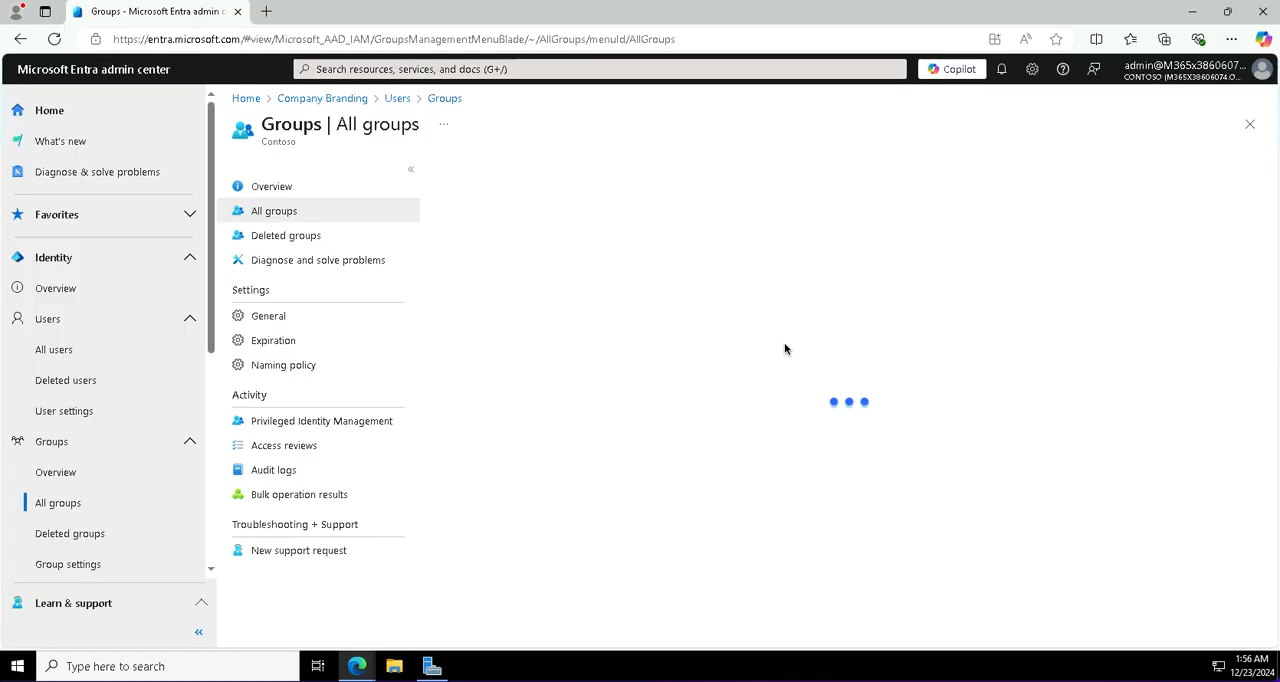 Groups - Microsoft Entra admin c
https://entra.microsoft.com/#view/Microsoft_AAD_IAM/GroupsManagementMenuBlade/~/AllGroups/menuId/AllGroups
Microsoft Entra admin center
Search resources, services, and docs (G+/)
Copilot
admin@M365x3860607...
CONTOSO (M365X38606074.O...
Home
What's new
Diagnose & solve problems
Favorites
Identity
Overview
Users
All users
Deleted users
User settings
Groups
Overview
All groups
Deleted groups
Group settings
Learn & support
Home > Company Branding > Users > Groups
Groups | All groups ...
Contoso
Overview
All groups
Deleted groups
Diagnose and solve problems
Settings
General
Expiration
Naming policy
Activity
Privileged Identity Management
Access reviews
Audit logs
Bulk operation results
Troubleshooting + Support
New support request
Type here to search
1:56 AM
12/23/2024